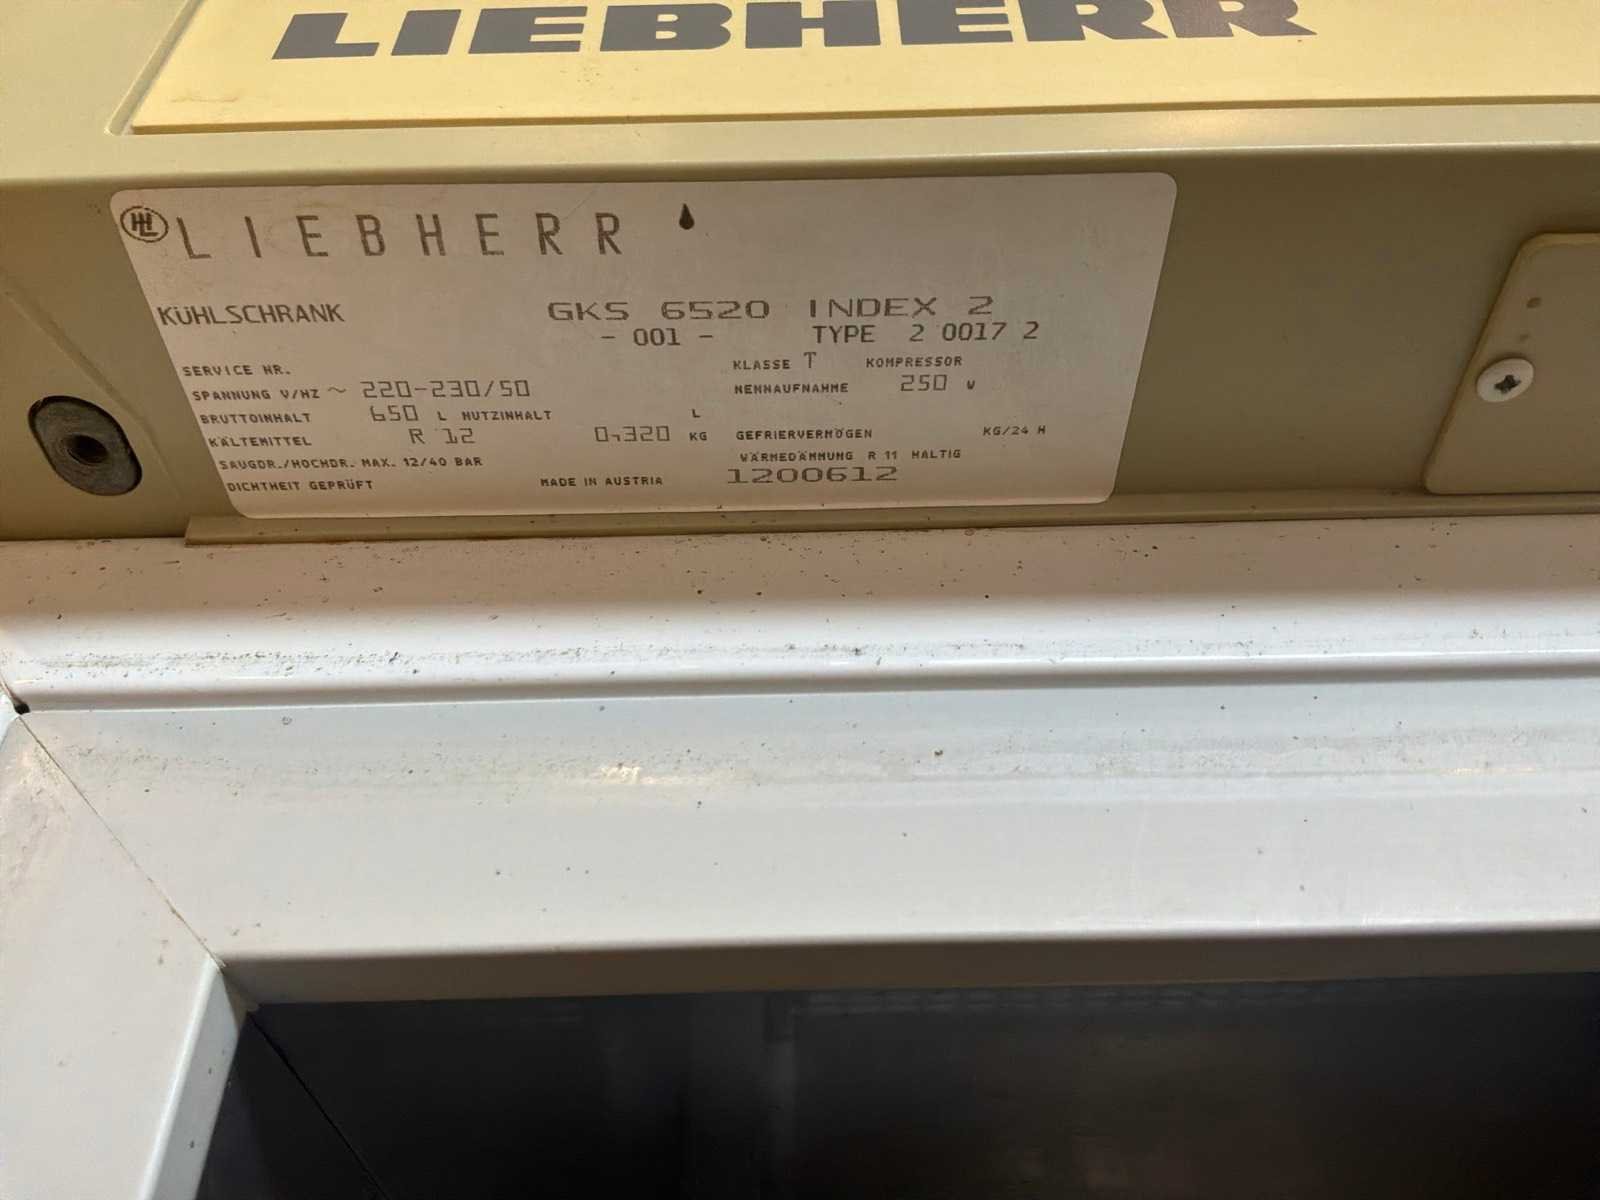 LIEBHERR
LIEBHERR
KÜHLSCHRANK GKS 6520 INDEX 2
- 001 - TYPE 2 0017 2
SERVICE NR. KLASSE T KOMPRESSOR
SPANNUNG V/HZ ~ 220-230/50 NENNAUFNAHME 250 W
BRUTTOINHALT 650 L NUTZINHALT L
KÄLTEMITTEL R 12 0,320 KG GEFRIERVERMÖGEN KG/24 H
SAUGDR./HOCHDR. MAX. 12/40 BAR WÄRMEDÄMMUNG R 11 HALTIG
DICHTHEIT GEPRÜFT MADE IN AUSTRIA 1200612